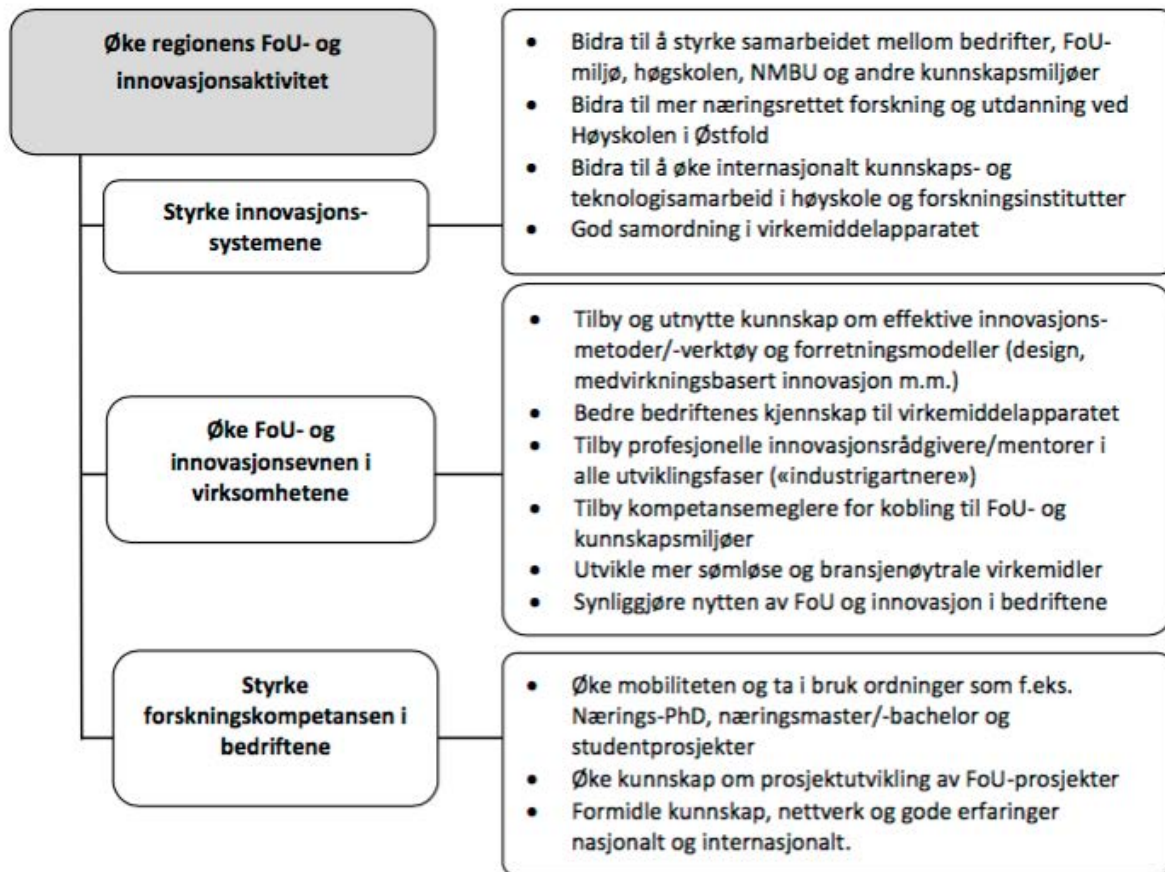 Øke regionens FoU- og
innovasjonsaktivitet
• Bidra til å styrke samarbeidet mellom bedrifter, FoU-
miljø, høgskolen, NMBU og andre kunnskapsmiljøer
• Bidra til mer næringsrettet forskning og utdanning ved
Høyskolen i Østfold
• Bidra til å øke internasjonalt kunnskaps- og
teknologisamarbeid i høyskole og forskningsinstitutter
• God samordning i virkemiddelapparatet
Styrke innovasjons-
systemene
• Tilby og utnytte kunnskap om effektive innovasjons-
metoder/-verktøy og forretningsmodeller (design,
medvirkningsbasert innovasjon m.m.)
• Bedre bedriftenes kjennskap til virkemiddelapparatet
• Tilby profesjonelle innovasjonsrådgivere/mentorer i
alle utviklingsfaser («industrigartnere»)
• Tilby kompetansemeglere for kobling til FoU- og
kunnskapsmiljøer
• Utvikle mer sømløse og bransjenøytrale virkemidler
• Synliggjøre nytten av FoU og innovasjon i bedriftene
Øke FoU- og
innovasjonsevnen i
virksomhetene
• Øke mobiliteten og ta i bruk ordninger som f.eks.
Nærings-PhD, næringsmaster/-bachelor og
studentprosjekter
• Øke kunnskap om prosjektutvikling av FoU-prosjekter
• Formidle kunnskap, nettverk og gode erfaringer
nasjonalt og internasjonalt.
Styrke
forskningskompetansen i
bedriftene